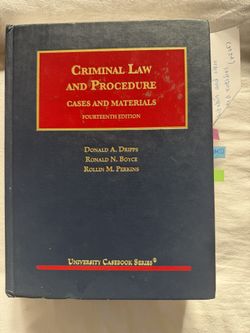 CRIMINAL LAW
AND PROCEDURE
CASES AND MATERIALS
FOURTEENTH EDITION
DONALD A. DRIPPS
RONALD N. BOYCE
ROLLIN M. PERKINS
UNIVERSITY CASEBOOK SERIES®